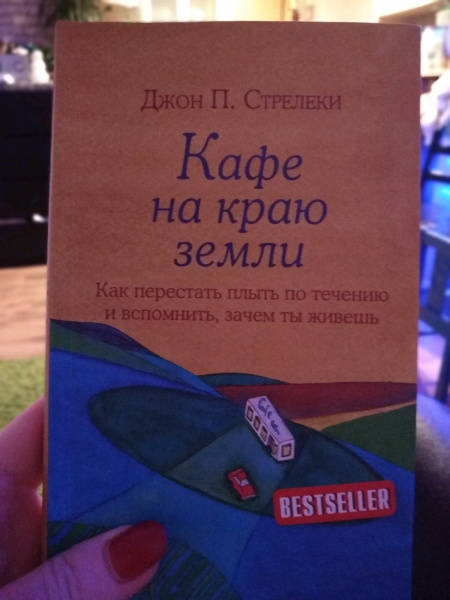 Джон П. Стрелеки
Кафе
на краю
земли
Как перестать плыть по течению
и вспомнить, зачем ты живешь
BESTSELLER